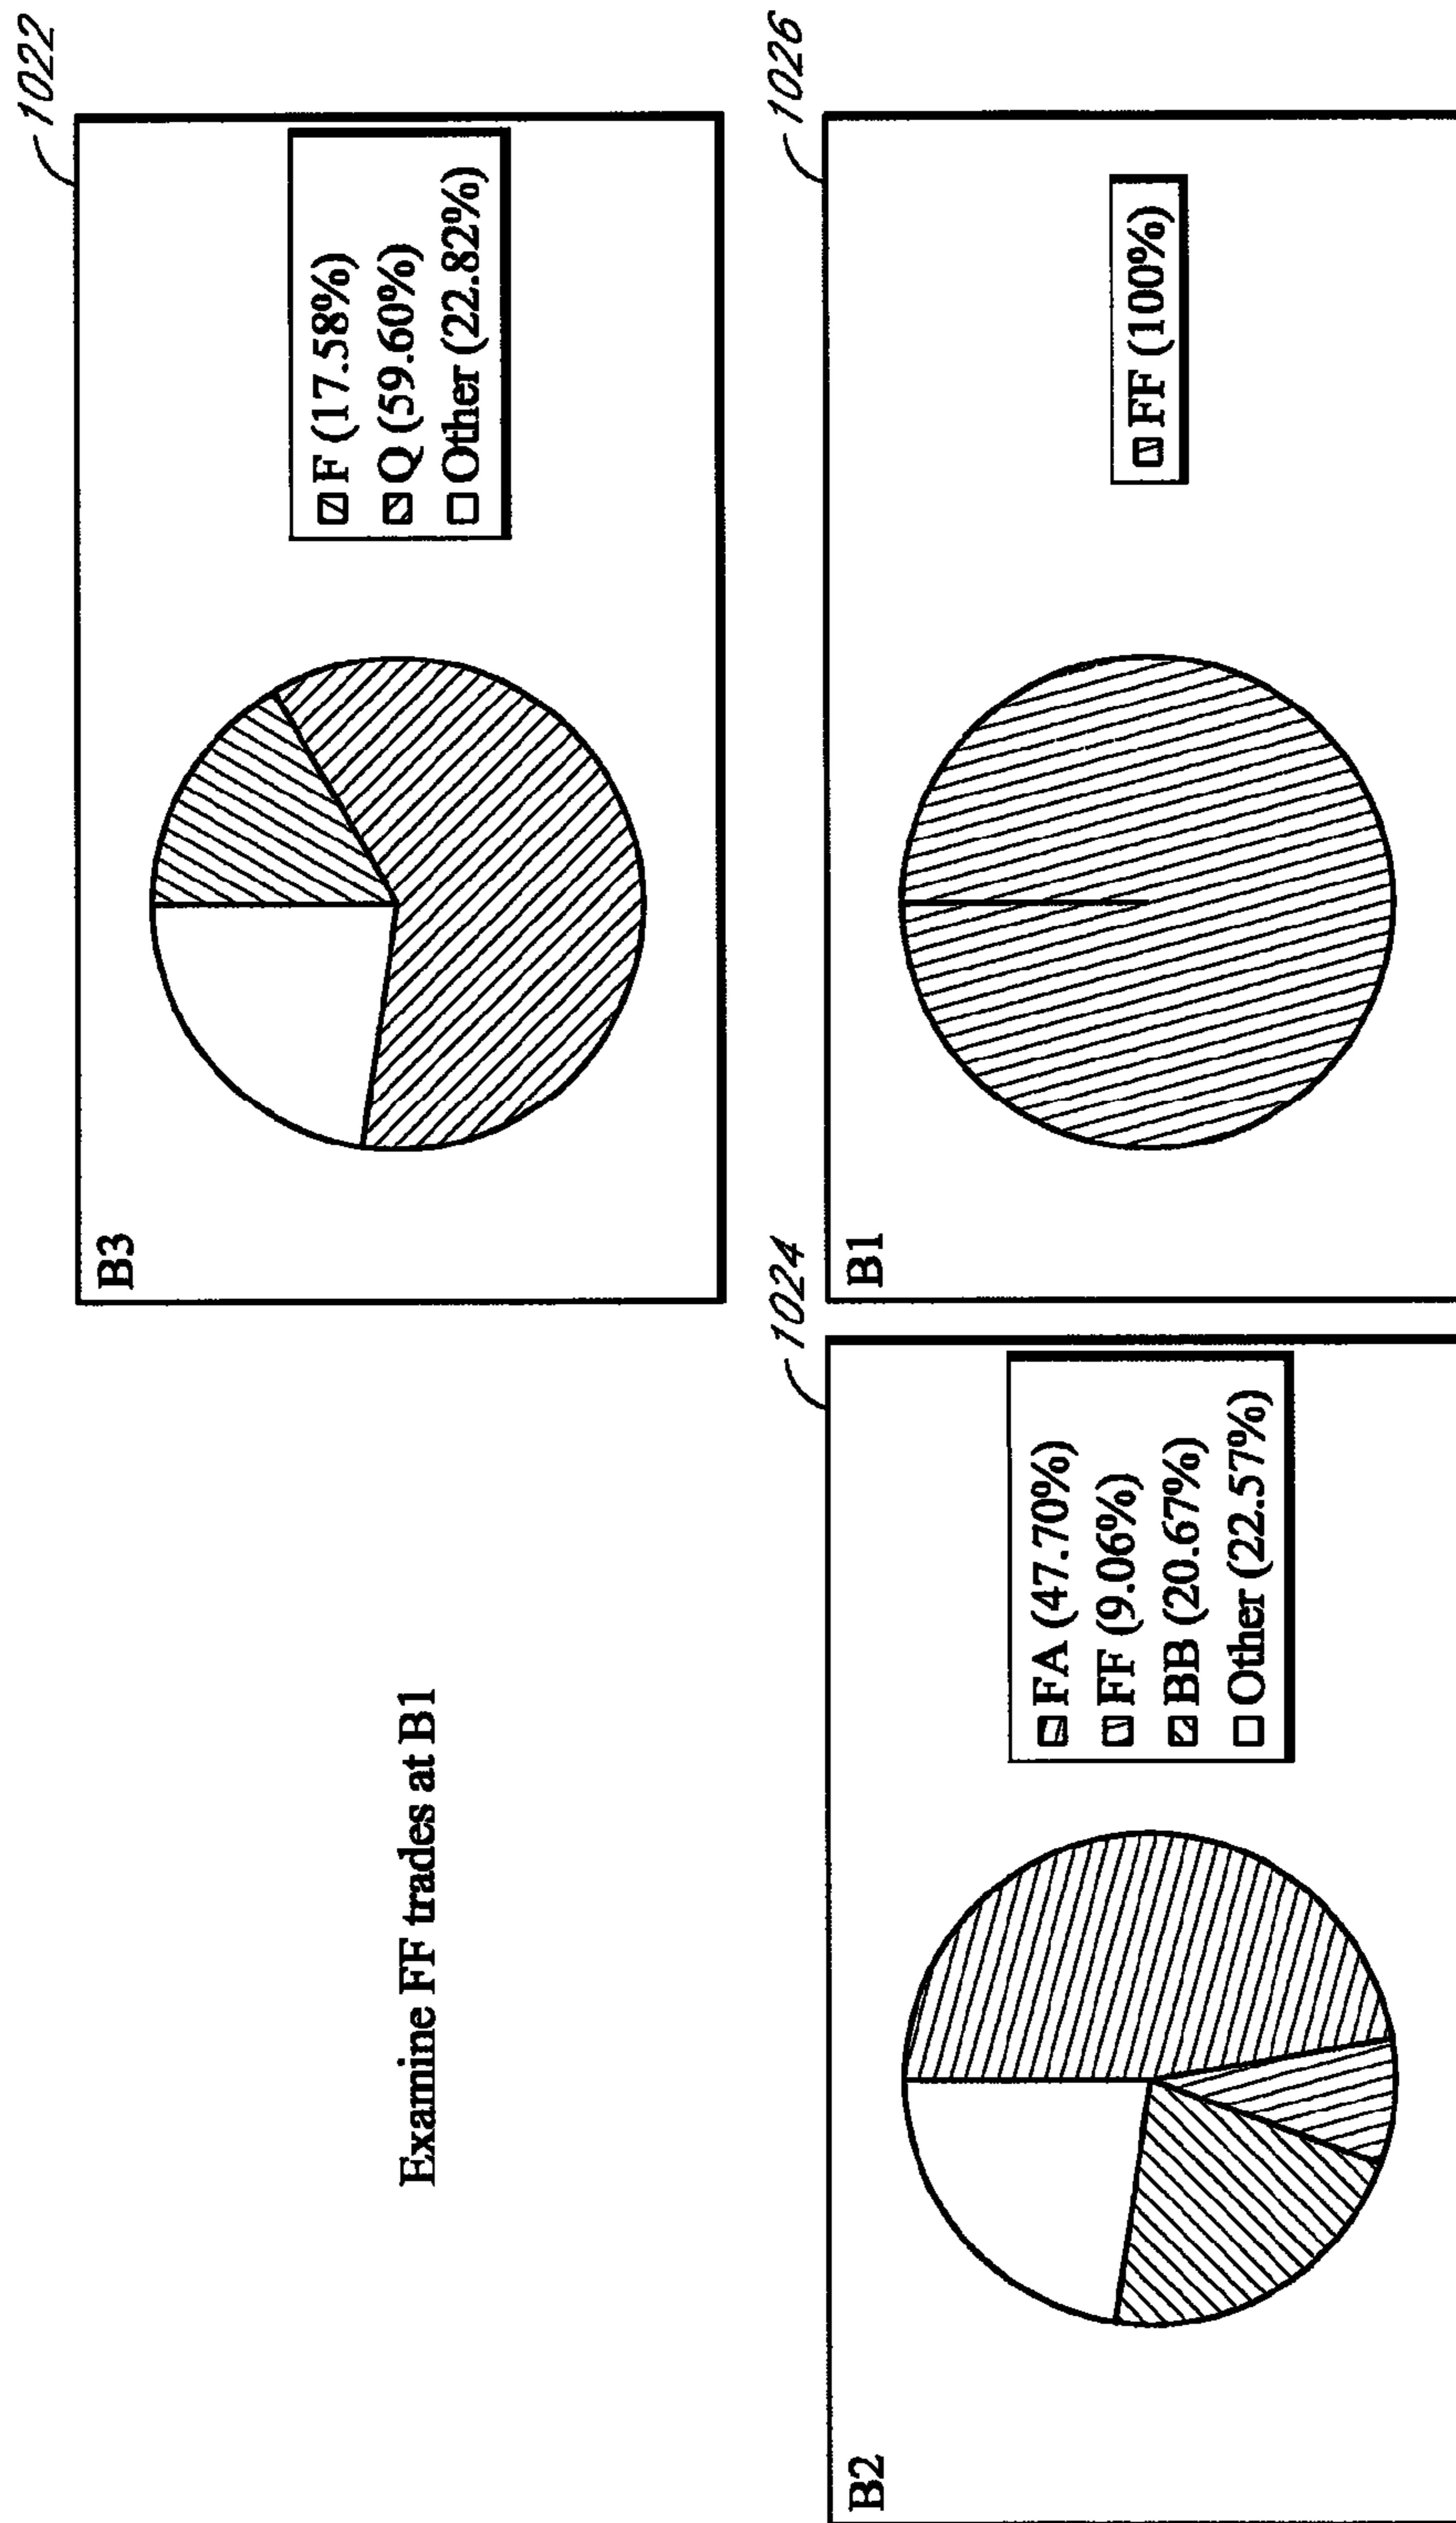 Examine FF trades at B1
1022
B3
F (17.58%)
Q (59.60%)
Other (22.82%)
1024
B2
FA (47.70%)
FF (9.06%)
BB (20.67%)
Other (22.57%)
1026
B1
FF (100%)